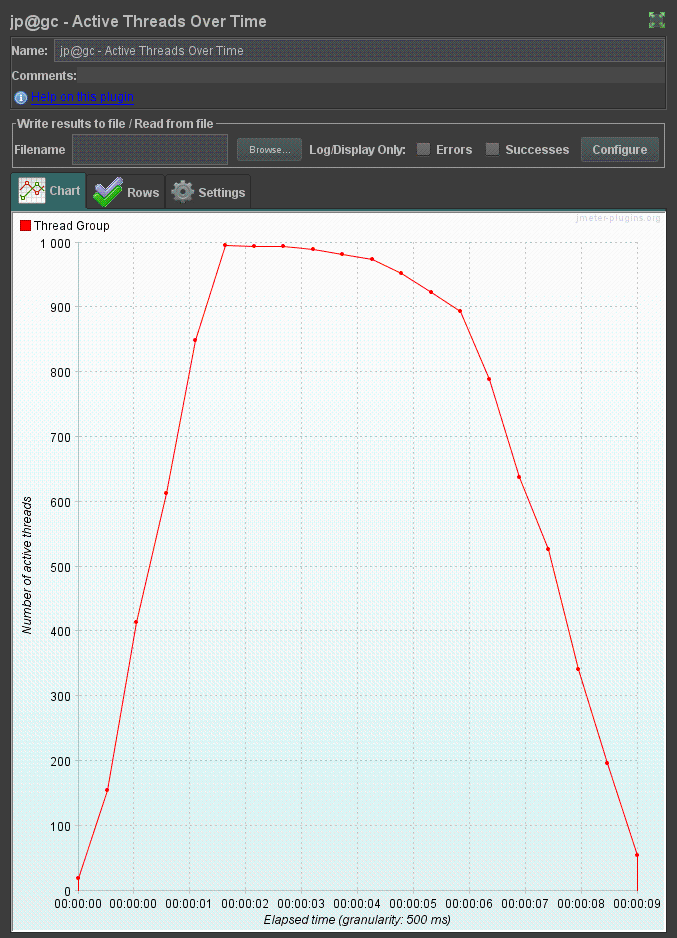 jp@gc - Active Threads Over Time
Name: jp@gc - Active Threads Over Time
Comments:
Help on this plugin
Write results to file / Read from file
Filename Browse... Log/Display Only: Errors Successes Configure
Chart Rows Settings
jmeter-plugins.org
Thread Group
1 000
900
800
700
600
500
400
300
200
100
0
Number of active threads
00:00:00 00:00:00 00:00:01 00:00:02 00:00:03 00:00:04 00:00:05 00:00:06 00:00:07 00:00:08 00:00:09
Elapsed time (granularity: 500 ms)